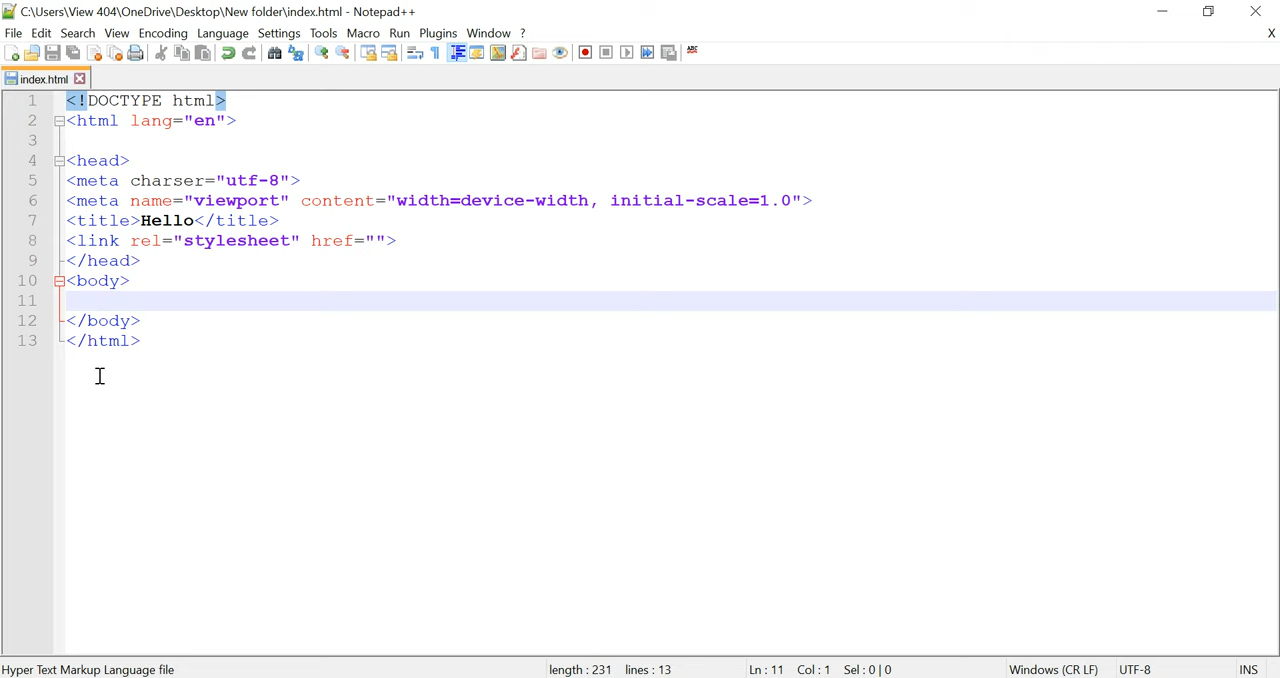 C:\Users\View 404\OneDrive\Desktop\New folder\index.html - Notepad++
File Edit Search View Encoding Language Settings Tools Macro Run Plugins Window ? X
ABC
index.html
1 <!DOCTYPE html>
2 <html lang="en">
3
4 <head>
5 <meta charser="utf-8">
6 <meta name="viewport" content="width=device-width, initial-scale=1.0">
7 <title>Hello</title>
8 <link rel="stylesheet" href="">
9 </head>
10 <body>
11
12 </body>
13 </html>
Hyper Text Markup Language file length : 231 lines : 13 Ln : 11 Col : 1 Sel : 0 | 0 Windows (CR LF) UTF-8 INS